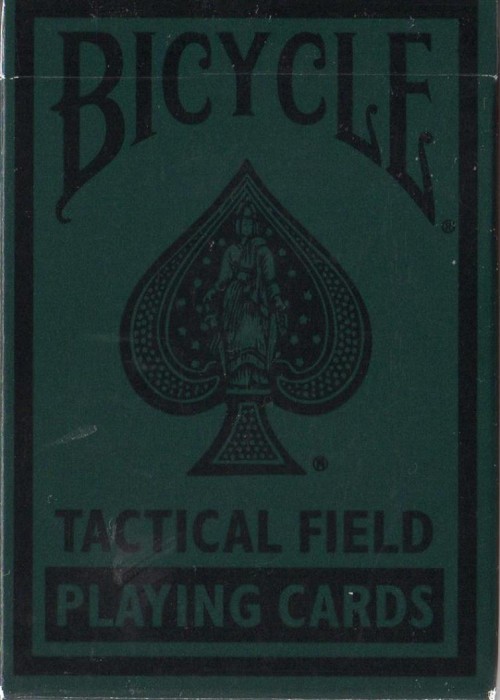 BICYCLE®
®
TACTICAL FIELD
PLAYING CARDS